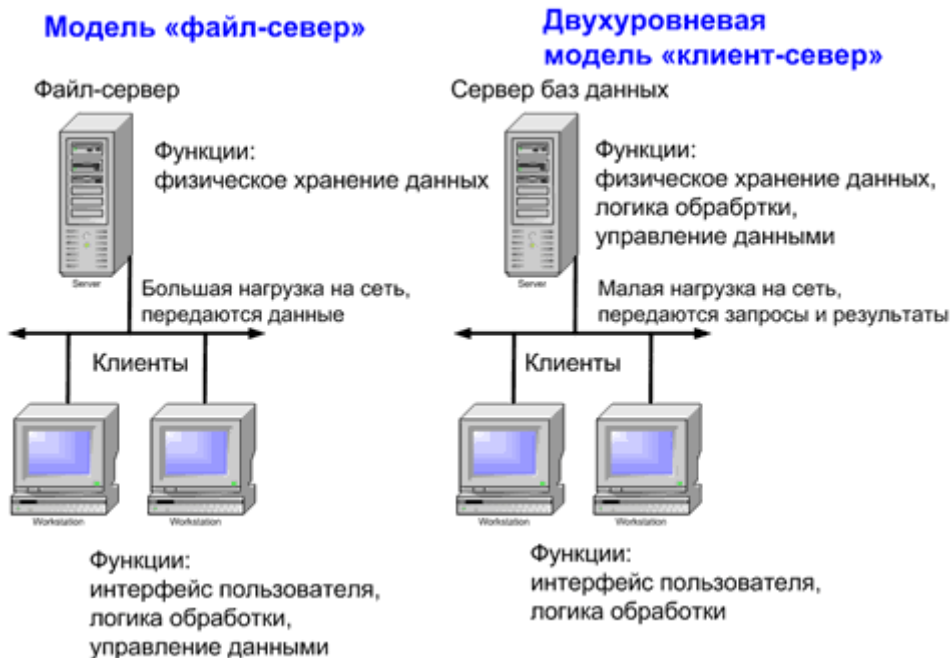 Модель «файл-север»
Файл-сервер
Функции:
физическое хранение данных
Server
Большая нагрузка на сеть,
передаются данные
Клиенты
Workstation
Workstation
Функции:
интерфейс пользователя,
логика обработки,
управление данными
Двухуровневая
модель «клиент-север»
Сервер баз данных
Функции:
физическое хранение данных,
логика обрабртки,
управление данными
Server
Малая нагрузка на сеть,
передаются запросы и результаты
Клиенты
Workstation
Workstation
Функции:
интерфейс пользователя,
логика обработки